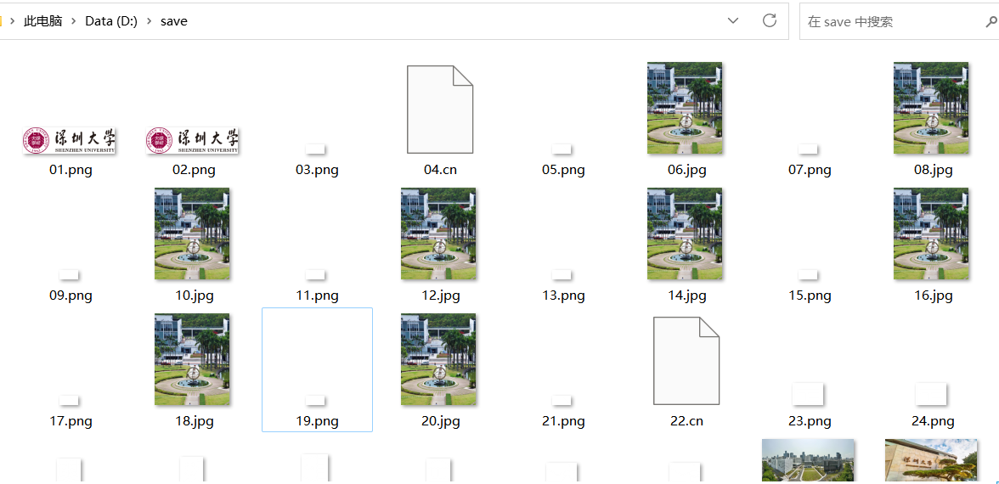 此电脑 > Data (D:) > save
在 save 中搜索
深圳大学 深圳大学
SHENZHEN UNIVERSITY SHENZHEN UNIVERSITY
01.png 02.png 03.png 04.cn 05.png 06.jpg 07.png 08.jpg
09.png 10.jpg 11.png 12.jpg 13.png 14.jpg 15.png 16.jpg
17.png 18.jpg 19.png 20.jpg 21.png 22.cn 23.png 24.png
深圳大学